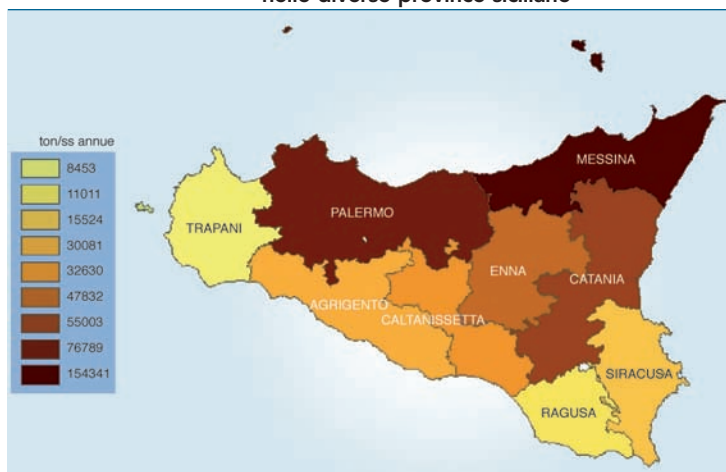 nelle diverse province siciliane
ton/ss annue
8453
11011
15524
30081
32630
47832
55003
76789
154341
MESSINA
PALERMO
TRAPANI
ENNA
CATANIA
AGRIGENTO
CALTANISSETTA
SIRACUSA
RAGUSA